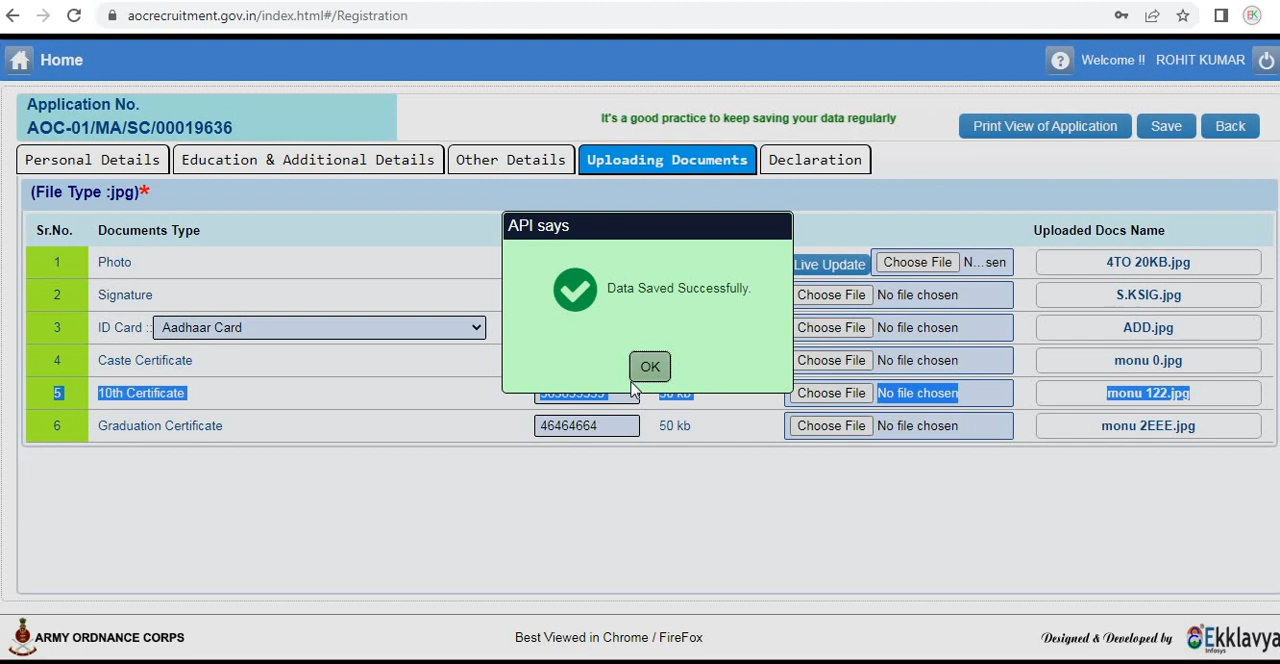 aocrecruitment.gov.in/index.html#/Registration
EK
Home
? Welcome !! ROHIT KUMAR
Application No.
AOC-01/MA/SC/00019636
It's a good practice to keep saving your data regularly
Print View of Application Save Back
Personal Details Education & Additional Details Other Details Uploading Documents Declaration
(File Type :jpg)*
API says
Sr.No. Documents Type Uploaded Docs Name
1 Photo Live Update Choose File N...sen 4TO 20KB.jpg
Data Saved Successfully.
2 Signature Choose File No file chosen S.KSIG.jpg
3 ID Card :: Aadhaar Card Choose File No file chosen ADD.jpg
4 Caste Certificate Choose File No file chosen monu 0.jpg
OK
5 10th Certificate 50 kb Choose File No file chosen monu 122.jpg
6 Graduation Certificate 46464664 50 kb Choose File No file chosen monu 2EEE.jpg
ARMY ORDNANCE CORPS Best Viewed in Chrome / FireFox Designed & Developed by Ekklavya
Infosys